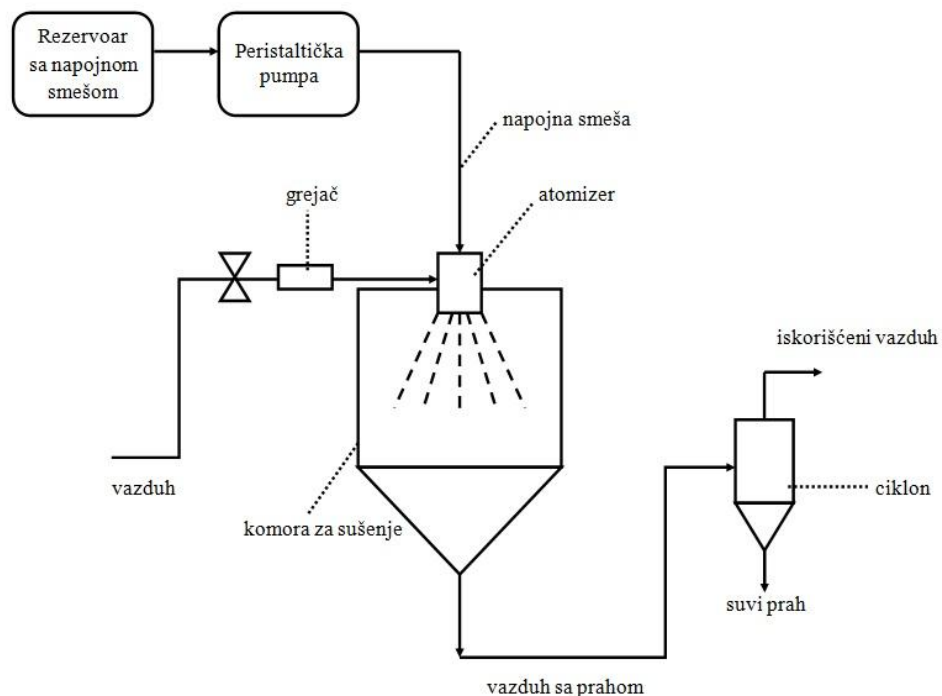 Rezervoar
sa napojnom
smešom
Peristaltička
pumpa
napojna smeša
grejač
atomizer
iskorišćeni vazduh
vazduh
ciklon
komora za sušenje
suvi prah
vazduh sa prahom